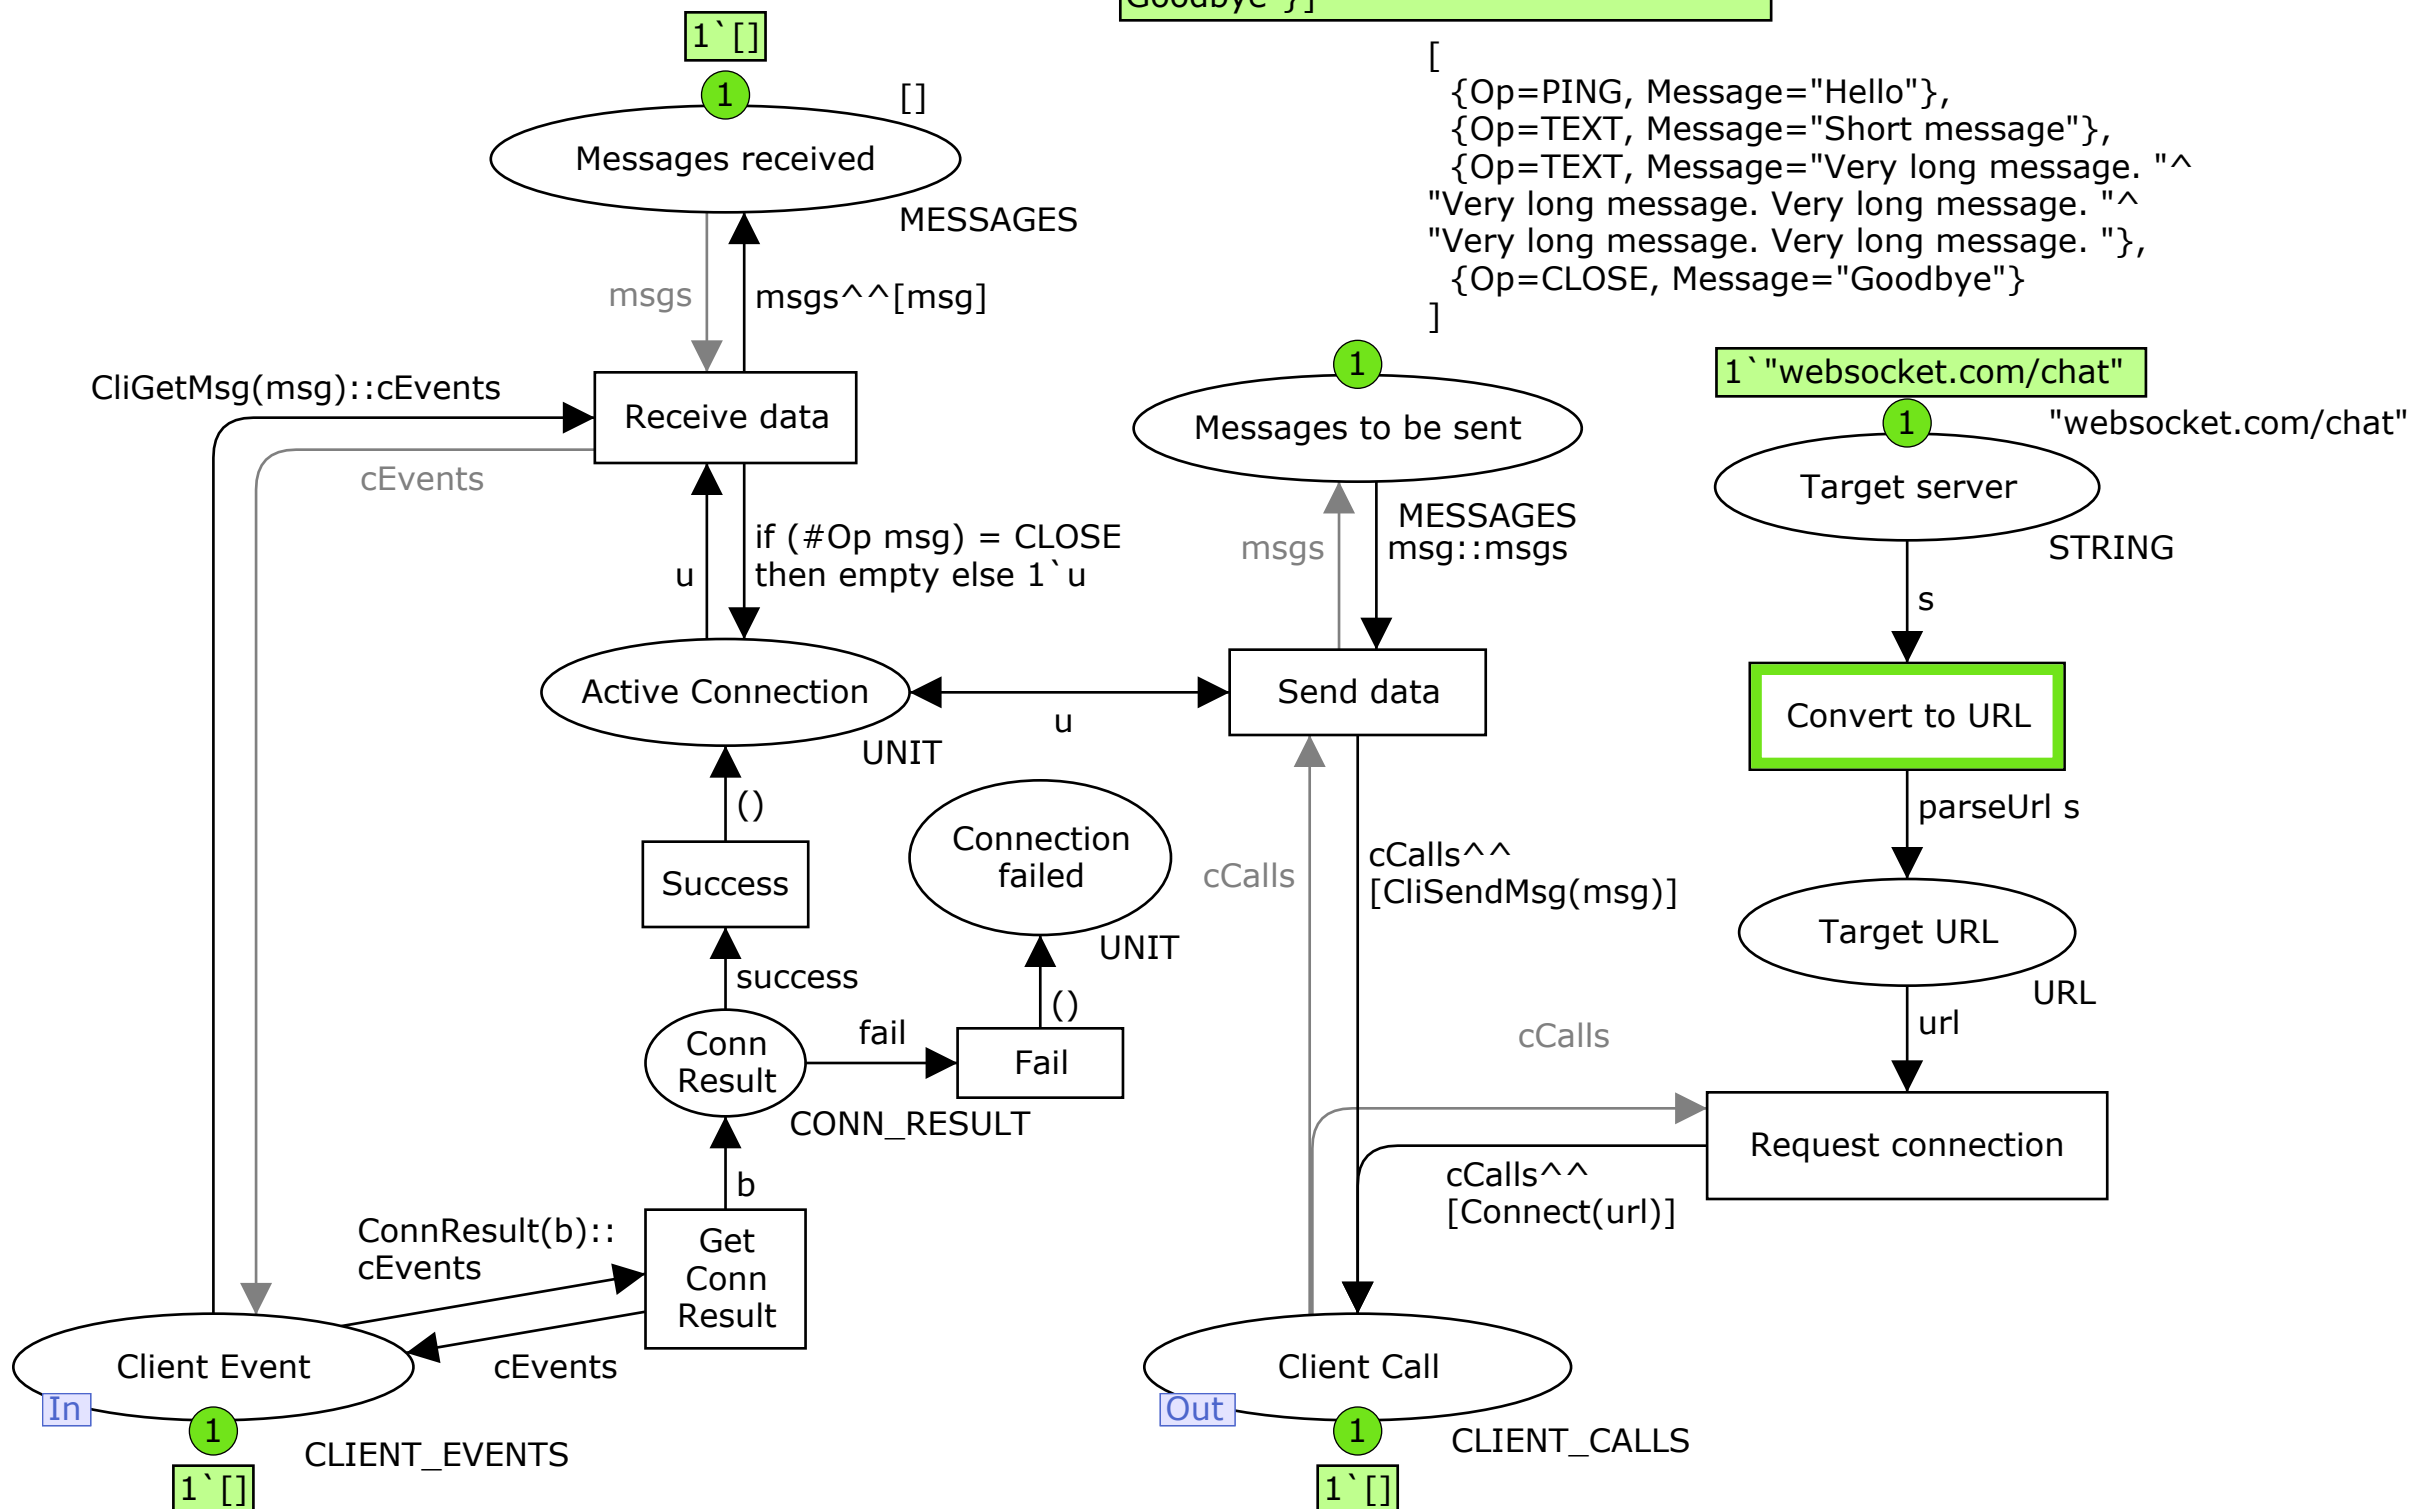 Goodbye"}]
1`[]
1
[]
Messages received
MESSAGES
[
{Op=PING, Message="Hello"},
{Op=TEXT, Message="Short message"},
{Op=TEXT, Message="Very long message. "^
"Very long message. Very long message. "^
"Very long message. Very long message. "},
{Op=CLOSE, Message="Goodbye"}
]
msgs
msgs^^[msg]
CliGetMsg(msg)::cEvents
Receive data
cEvents
1
Messages to be sent
MESSAGES
1`"websocket.com/chat"
1
"websocket.com/chat"
Target server
STRING
u
if (#Op msg) = CLOSE
then empty else 1`u
msgs
msg::msgs
s
Active Connection
UNIT
u
Send data
Convert to URL
()
parseUrl s
Success
Connection
failed
UNIT
cCalls
cCalls^^
[CliSendMsg(msg)]
Target URL
URL
success
()
fail
Conn
Result
CONN_RESULT
Fail
url
cCalls
Request connection
b
cCalls^^
[Connect(url)]
ConnResult(b)::
cEvents
Get
Conn
Result
cEvents
Client Event
In
1
CLIENT_EVENTS
1`[]
Client Call
Out
1
CLIENT_CALLS
1`[]